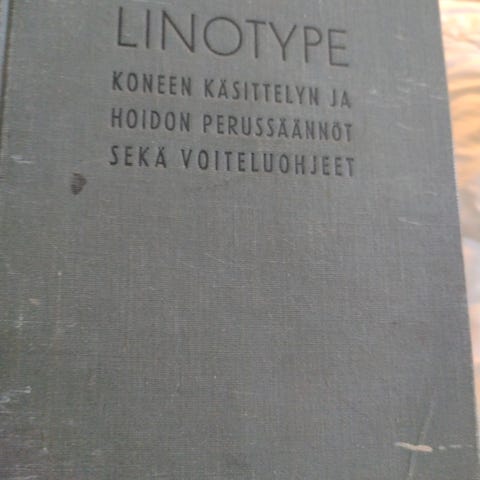 LINOTYPE
KONEEN KÄSITTELYN JA
HOIDON PERUSSÄÄNNÖT
SEKÄ VOITELUOHJEET